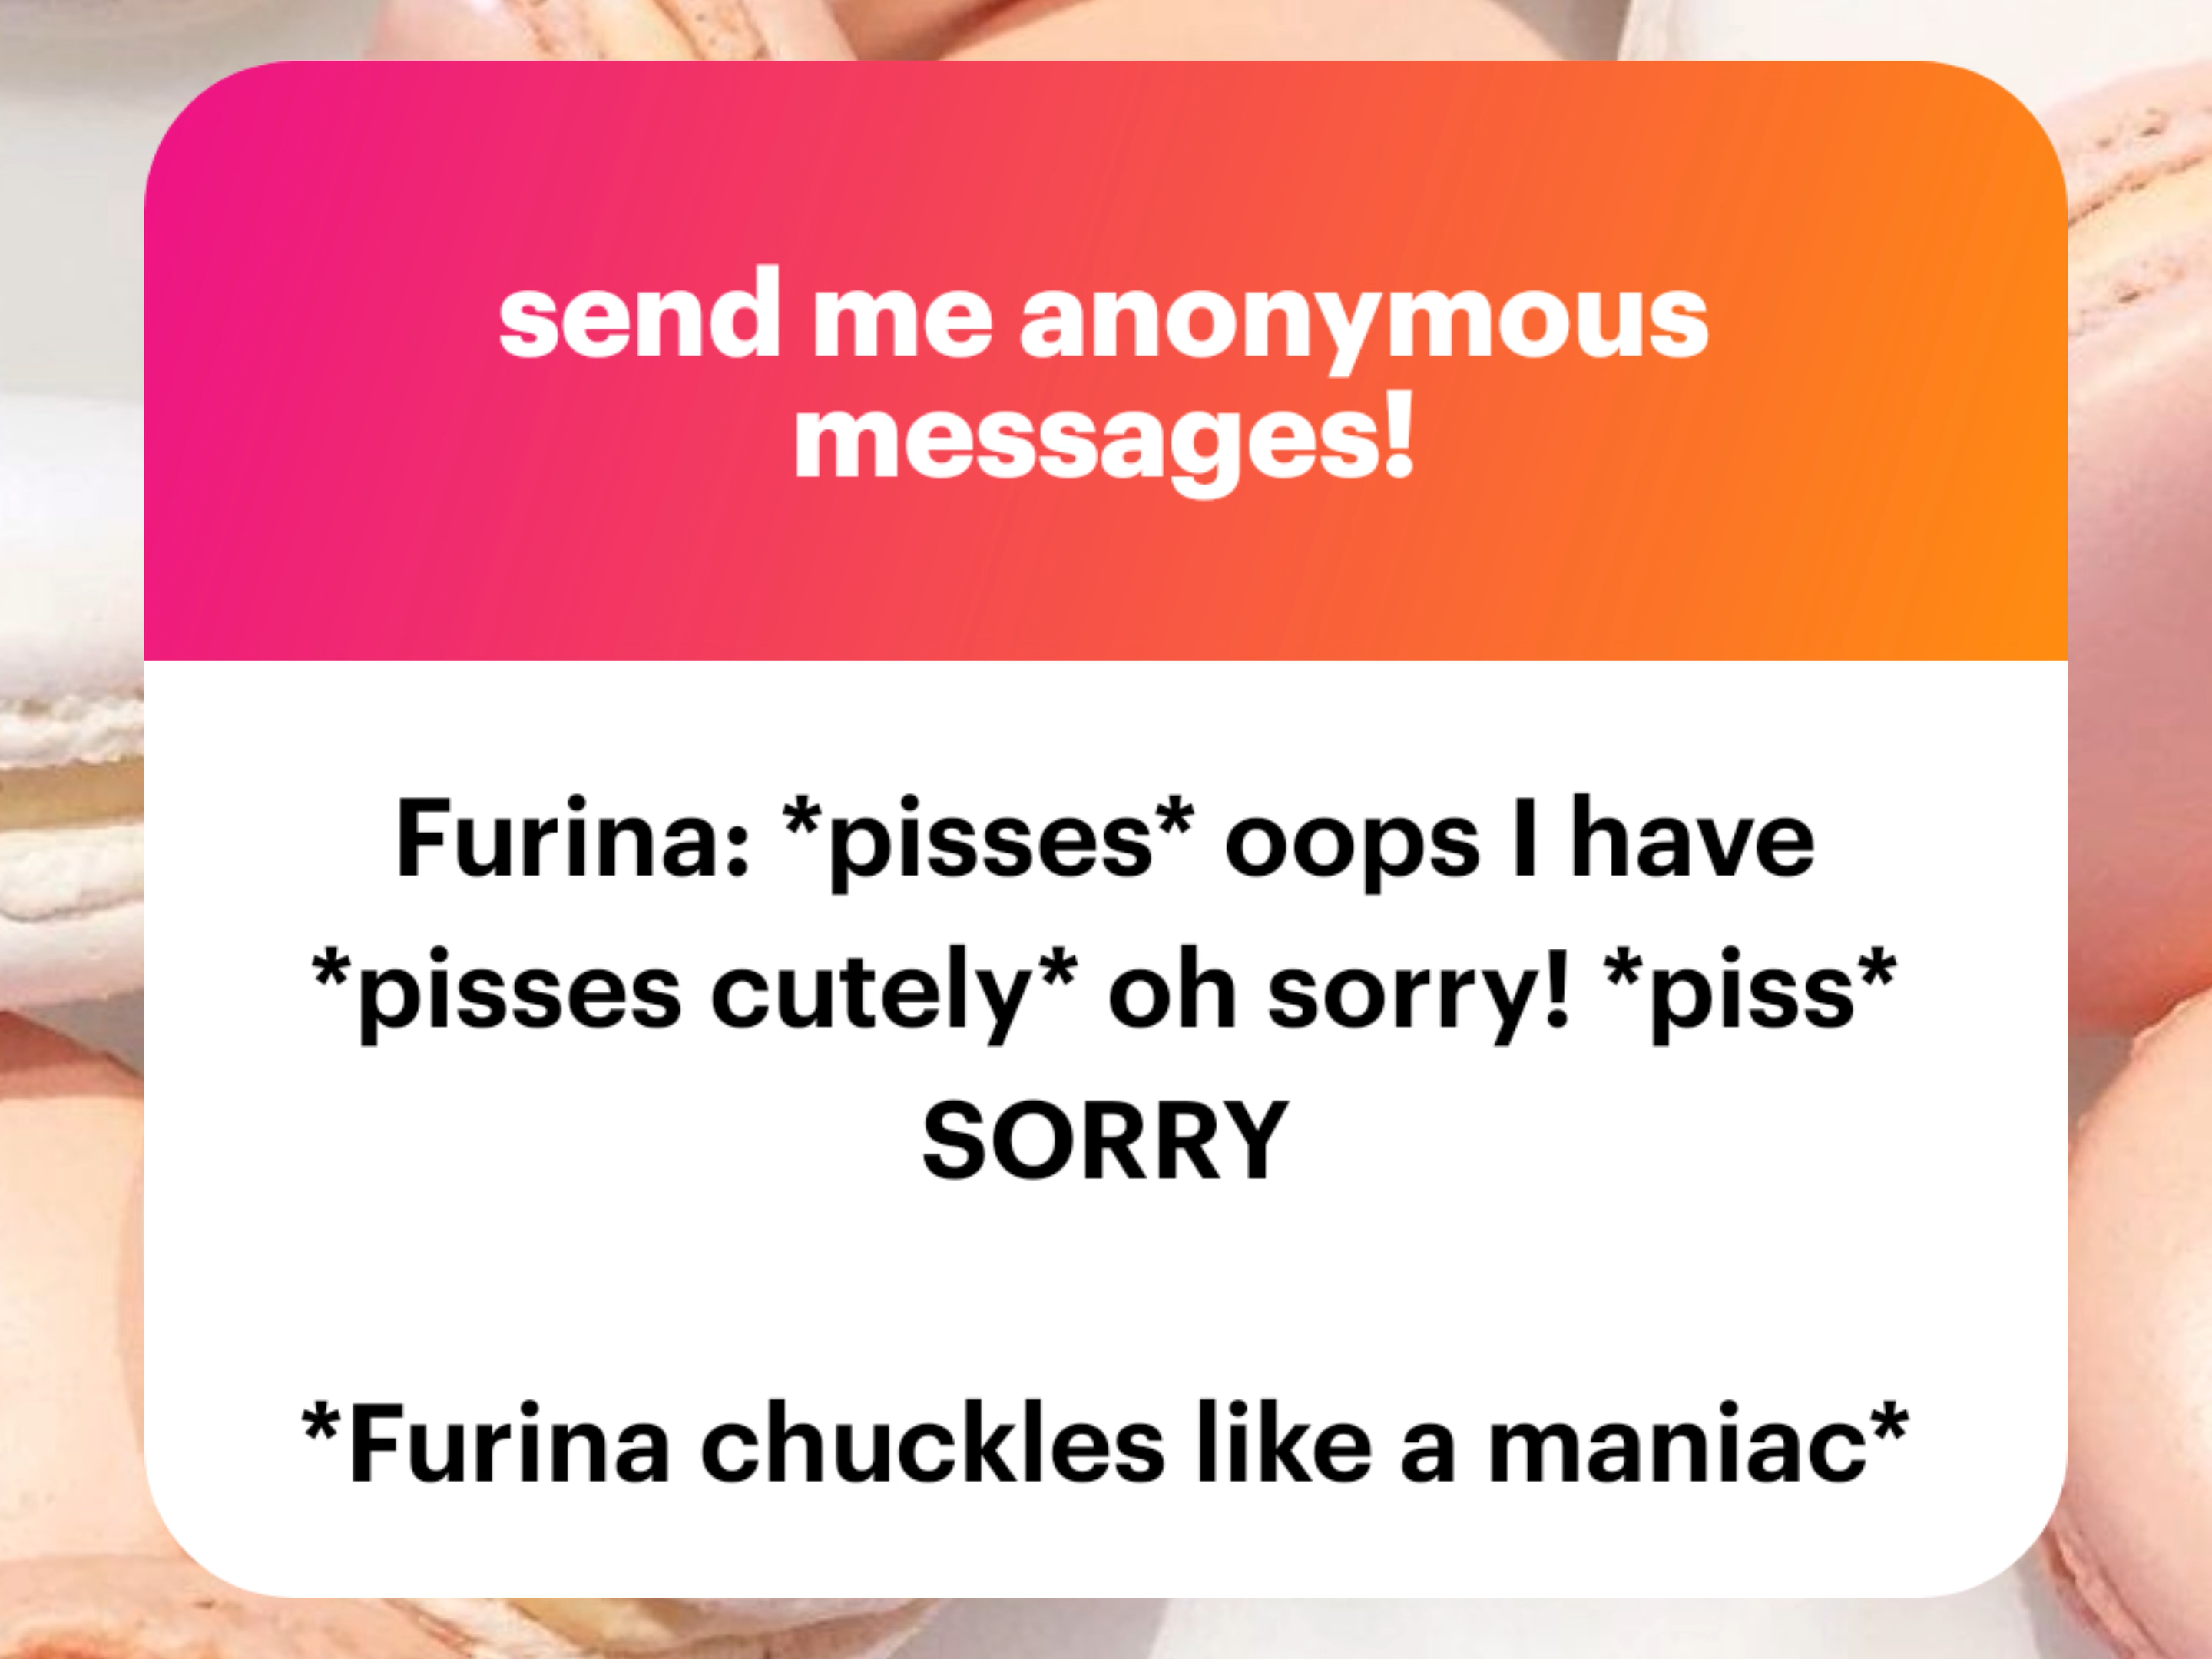 send me anonymous
messages!
Furina: *pisses* oops I have
*pisses cutely* oh sorry! *piss*
SORRY
*Furina chuckles like a maniac*